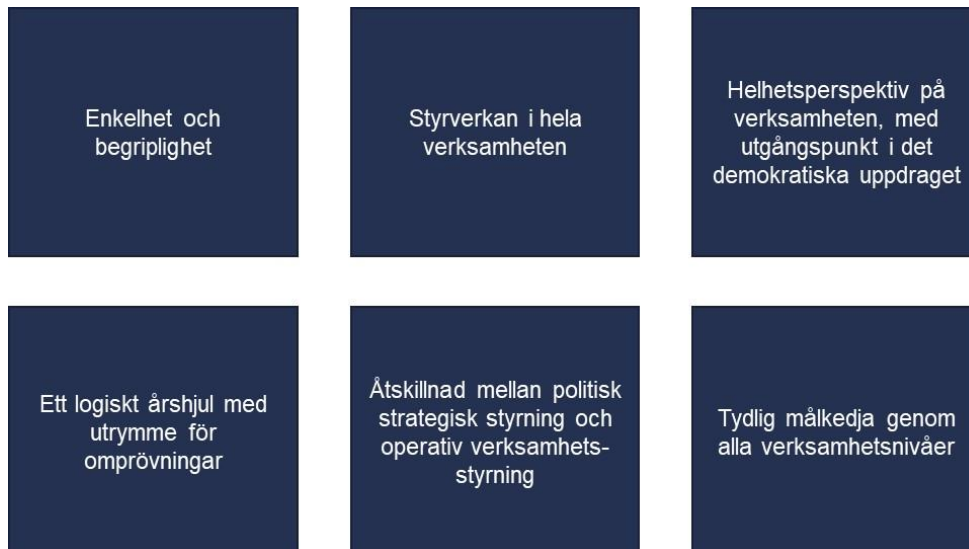 Enkelhet och
begriplighet
Styrverkan i hela
verksamheten
Helhetsperspektiv på
verksamheten, med
utgångspunkt i det
demokratiska uppdraget
Ett logiskt årshjul med
utrymme för
omprövningar
Åtskillnad mellan politisk
strategisk styrning och
operativ verksamhets-
styrning
Tydlig målkedja genom
alla verksamhetsnivåer